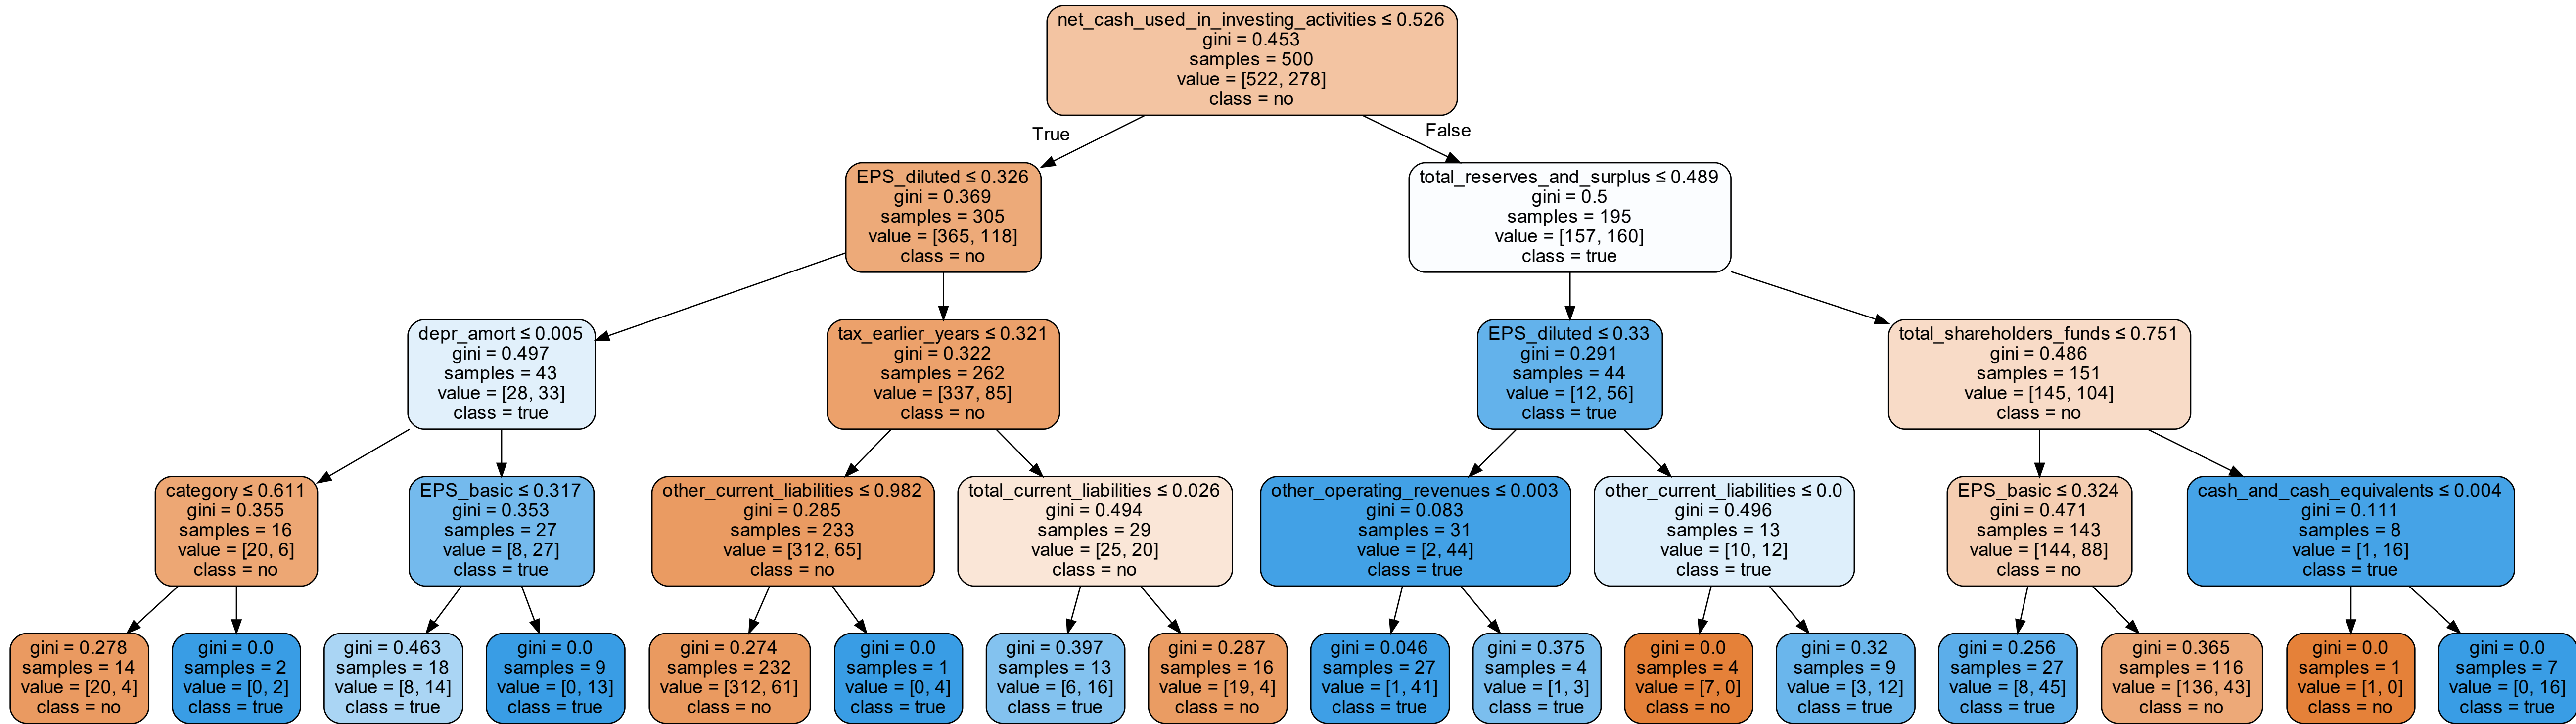 net_cash_used_in_investing_activities ≤ 0.526
gini = 0.453
samples = 500
value = [522, 278]
class = no
True
False
EPS_diluted ≤ 0.326
gini = 0.369
samples = 305
value = [365, 118]
class = no
total_reserves_and_surplus ≤ 0.489
gini = 0.5
samples = 195
value = [157, 160]
class = true
depr_amort ≤ 0.005
gini = 0.497
samples = 43
value = [28, 33]
class = true
tax_earlier_years ≤ 0.321
gini = 0.322
samples = 262
value = [337, 85]
class = no
EPS_diluted ≤ 0.33
gini = 0.291
samples = 44
value = [12, 56]
class = true
total_shareholders_funds ≤ 0.751
gini = 0.486
samples = 151
value = [145, 104]
class = no
category ≤ 0.611
gini = 0.355
samples = 16
value = [20, 6]
class = no
EPS_basic ≤ 0.317
gini = 0.353
samples = 27
value = [8, 27]
class = true
other_current_liabilities ≤ 0.982
gini = 0.285
samples = 233
value = [312, 65]
class = no
total_current_liabilities ≤ 0.026
gini = 0.494
samples = 29
value = [25, 20]
class = no
other_operating_revenues ≤ 0.003
gini = 0.083
samples = 31
value = [2, 44]
class = true
other_current_liabilities ≤ 0.0
gini = 0.496
samples = 13
value = [10, 12]
class = true
EPS_basic ≤ 0.324
gini = 0.471
samples = 143
value = [144, 88]
class = no
cash_and_cash_equivalents ≤ 0.004
gini = 0.111
samples = 8
value = [1, 16]
class = true
gini = 0.278
samples = 14
value = [20, 4]
class = no
gini = 0.0
samples = 2
value = [0, 2]
class = true
gini = 0.463
samples = 18
value = [8, 14]
class = true
gini = 0.0
samples = 9
value = [0, 13]
class = true
gini = 0.274
samples = 232
value = [312, 61]
class = no
gini = 0.0
samples = 1
value = [0, 4]
class = true
gini = 0.397
samples = 13
value = [6, 16]
class = true
gini = 0.287
samples = 16
value = [19, 4]
class = no
gini = 0.046
samples = 27
value = [1, 41]
class = true
gini = 0.375
samples = 4
value = [1, 3]
class = true
gini = 0.0
samples = 4
value = [7, 0]
class = no
gini = 0.32
samples = 9
value = [3, 12]
class = true
gini = 0.256
samples = 27
value = [8, 45]
class = true
gini = 0.365
samples = 116
value = [136, 43]
class = no
gini = 0.0
samples = 1
value = [1, 0]
class = no
gini = 0.0
samples = 7
value = [0, 16]
class = true